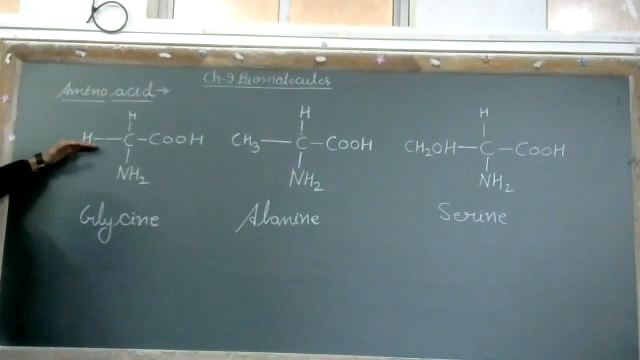 Ch-9 Biomolecules
Amino acid →
H
H — C — COOH
NH2
Glycine
H
CH3 — C — COOH
NH2
Alanine
H
CH2OH — C — COOH
NH2
Serine